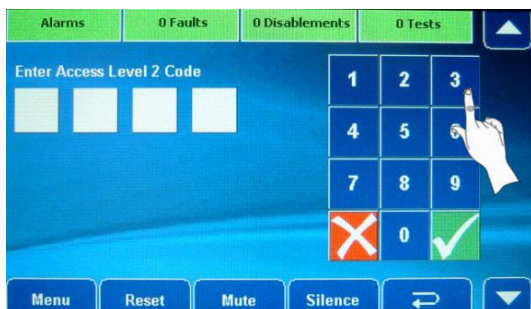 Alarms 0 Faults 0 Disablements 0 Tests
Enter Access Level 2 Code
1 2 3
4 5 6
7 8 9
0
Menu Reset Mute Silence